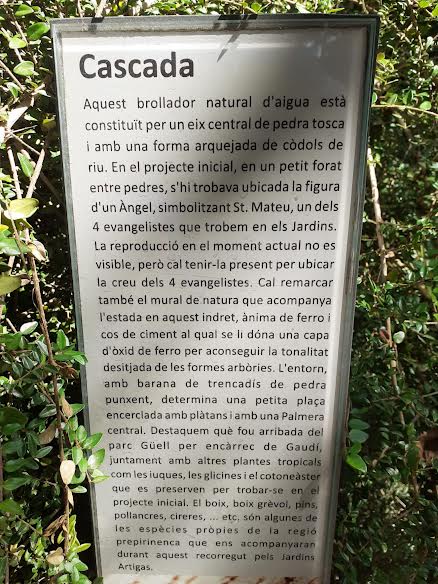 Cascada
Aquest brollador natural d'aigua està
constituït per un eix central de pedra tosca
i amb una forma arquejada de còdols de
riu. En el projecte inicial, en un petit forat
entre pedres, s'hi trobava ubicada la figura
d'un Àngel, simbolitzant St. Mateu, un dels
4 evangelistes que trobem en els Jardins.
La reproducció en el moment actual no es
visible, però cal tenir-la present per ubicar
la creu dels 4 evangelistes. Cal remarcar
també el mural de natura que acompanya
l'estada en aquest indret, ànima de ferro i
cos de ciment al qual se li dóna una capa
d'òxid de ferro per aconseguir la tonalitat
desitjada de les formes arbòries. L'entorn,
amb barana de trencadís de pedra
punxent, determina una petita plaça
encerclada amb plàtans i amb una Palmera
central. Destaquem què fou arribada del
parc Güell per encàrrec de Gaudí,
juntament amb altres plantes tropicals
com les iuques, les glicines i el cotoneàster
que es preserven per trobar-se en el
projecte inicial. El boix, boix grèvol, pins,
pollancres, cireres, ... etc, són algunes de
les espècies pròpies de la regió
prepirinenca que ens acompanyaran
durant aquest recorregut pels Jardins
Artigas.